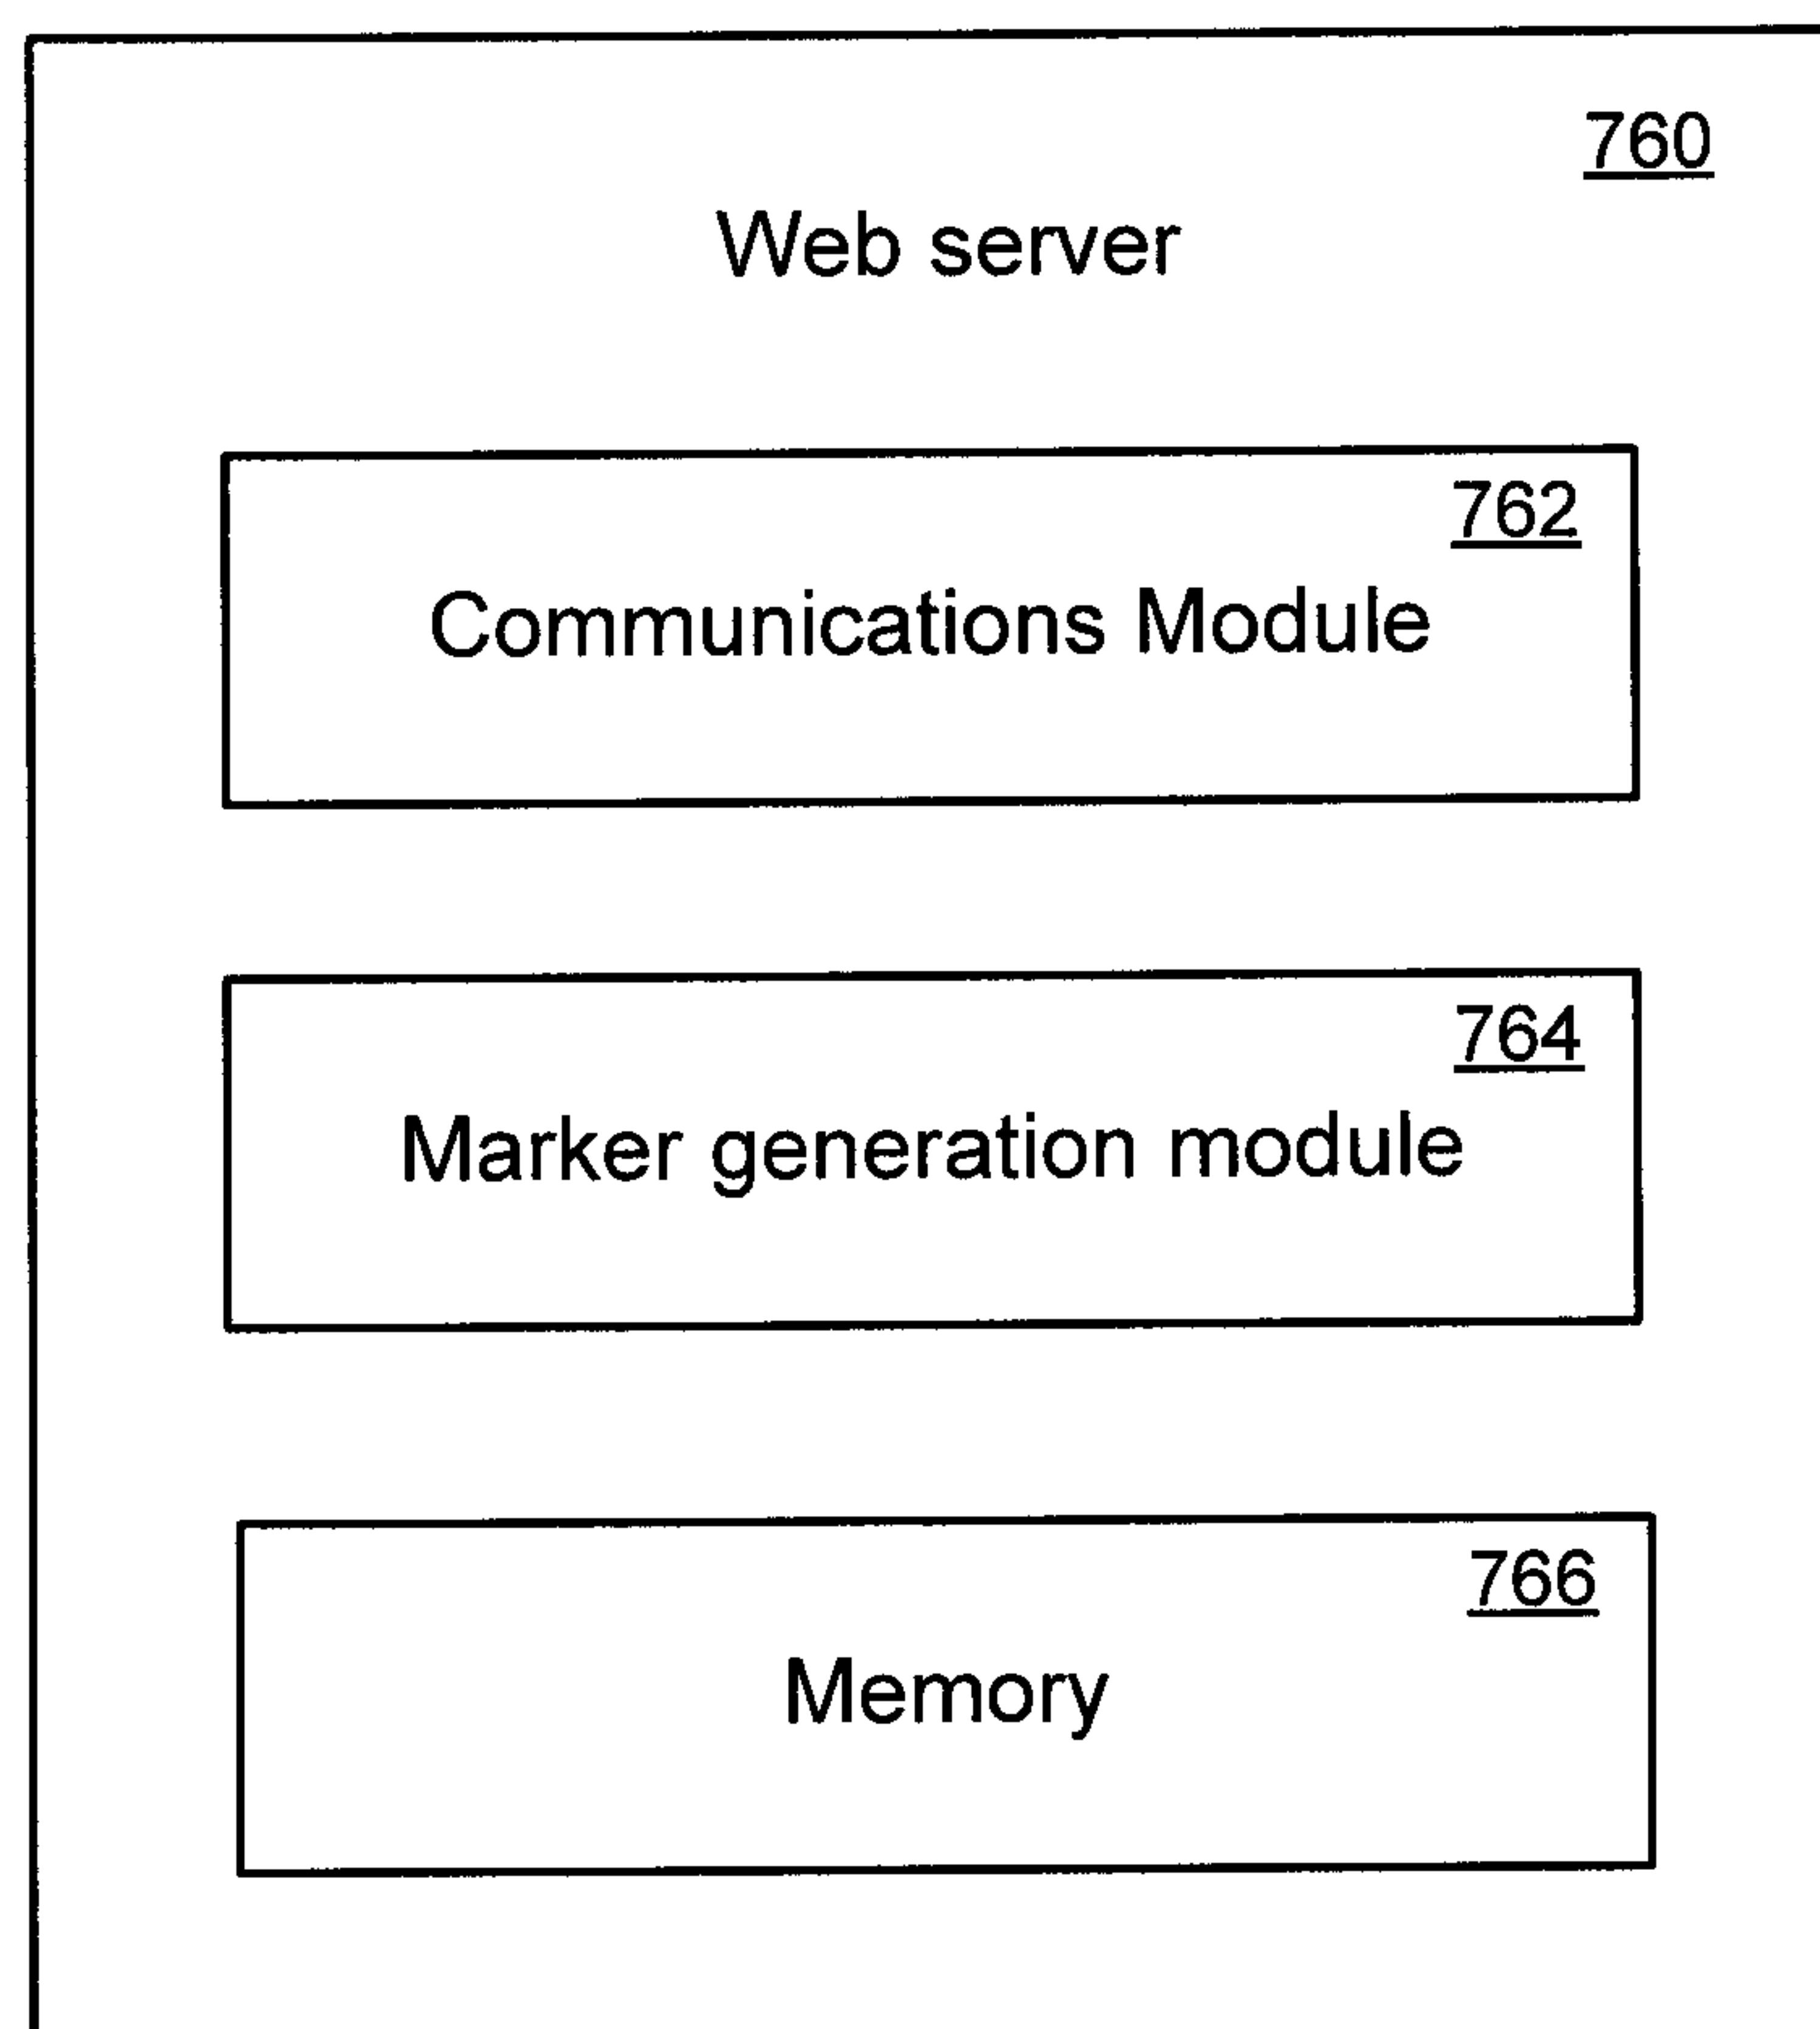 760
Web server
762
Communications Module
764
Marker generation module
766
Memory